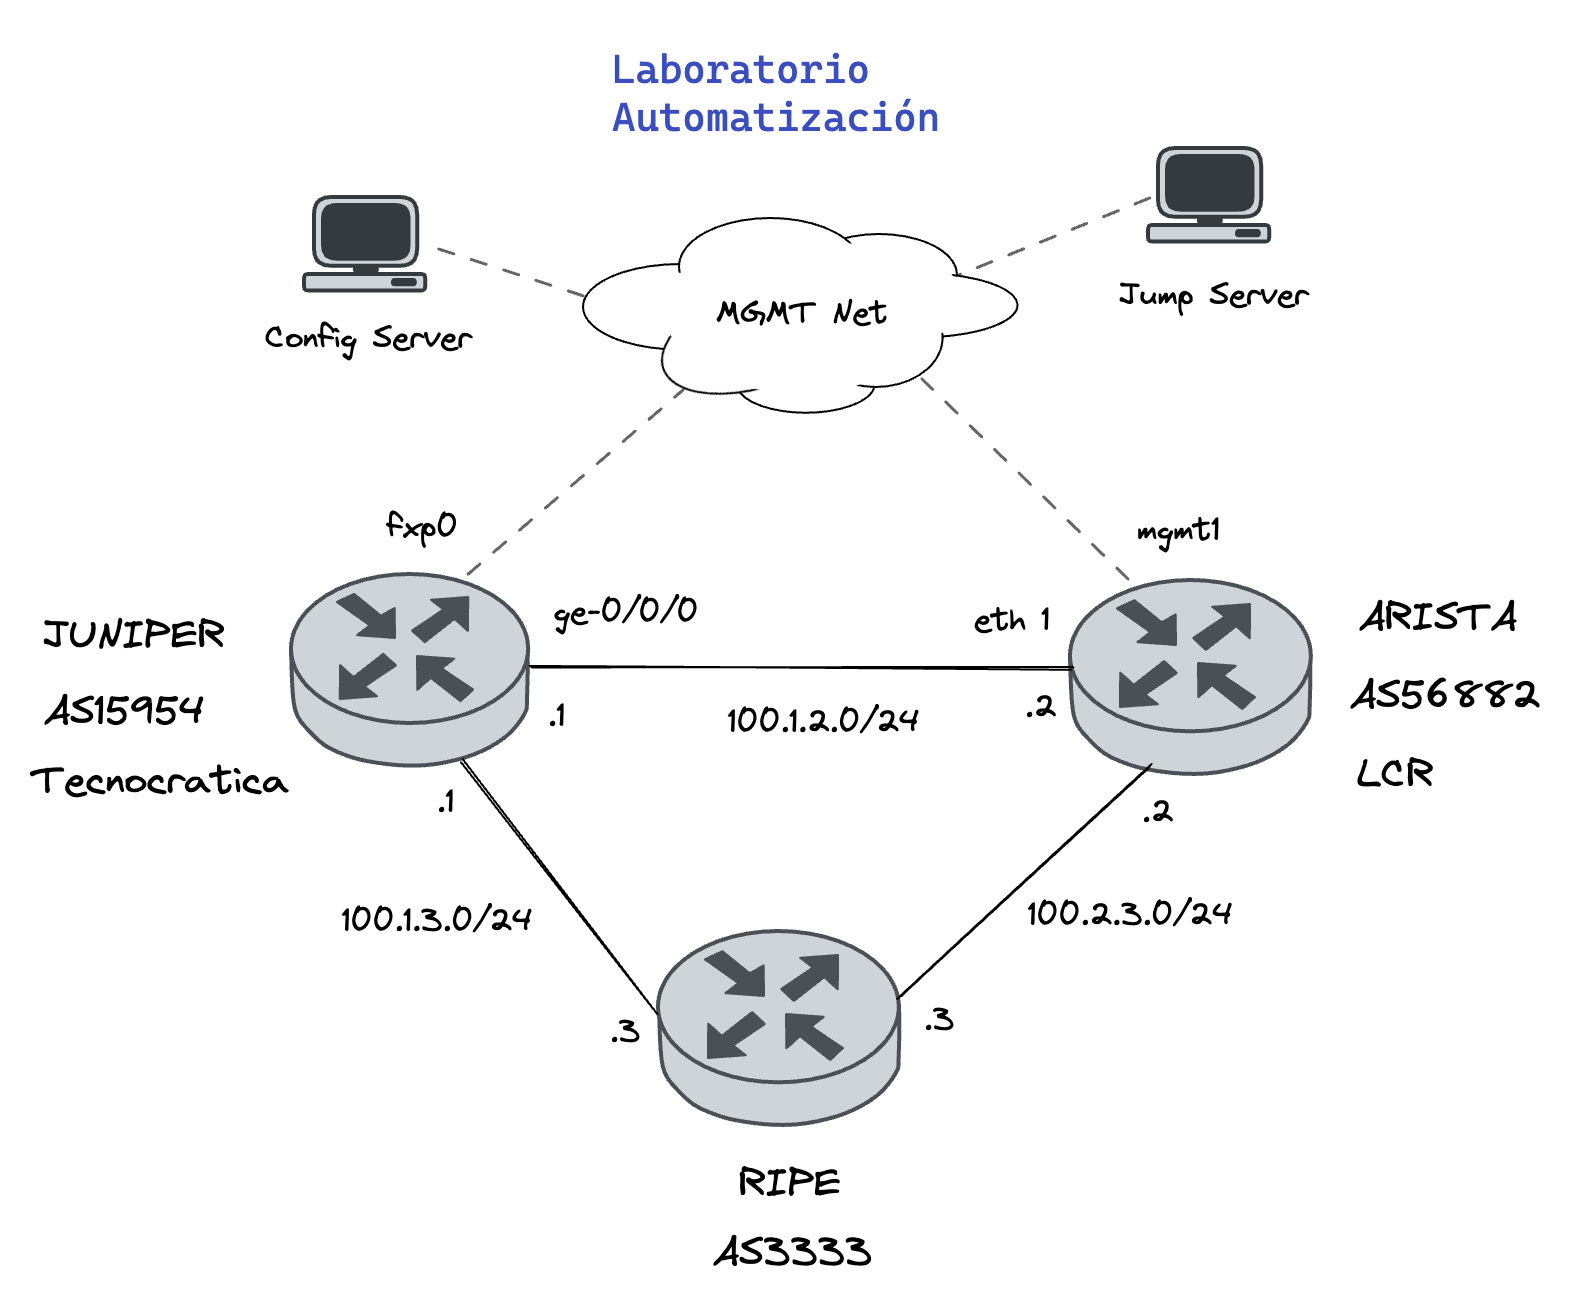 Laboratorio
Automatización
Config Server
MGMT Net
Jump Server
fxp0
mgmt1
ge-0/0/0
eth 1
JUNIPER
AS15954
Tecnocratica
.1
100.1.2.0/24
.2
ARISTA
AS56882
LCR
.1
.2
100.1.3.0/24
100.2.3.0/24
.3
.3
RIPE
AS3333